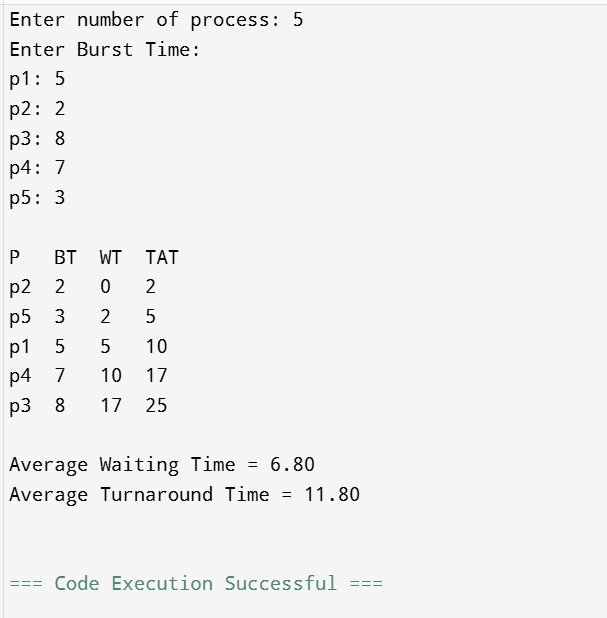 Enter number of process: 5
Enter Burst Time:
p1: 5
p2: 2
p3: 8
p4: 7
p5: 3
P BT WT TAT
p2 2 0 2
p5 3 2 5
p1 5 5 10
p4 7 10 17
p3 8 17 25
Average Waiting Time = 6.80
Average Turnaround Time = 11.80
=== Code Execution Successful ===